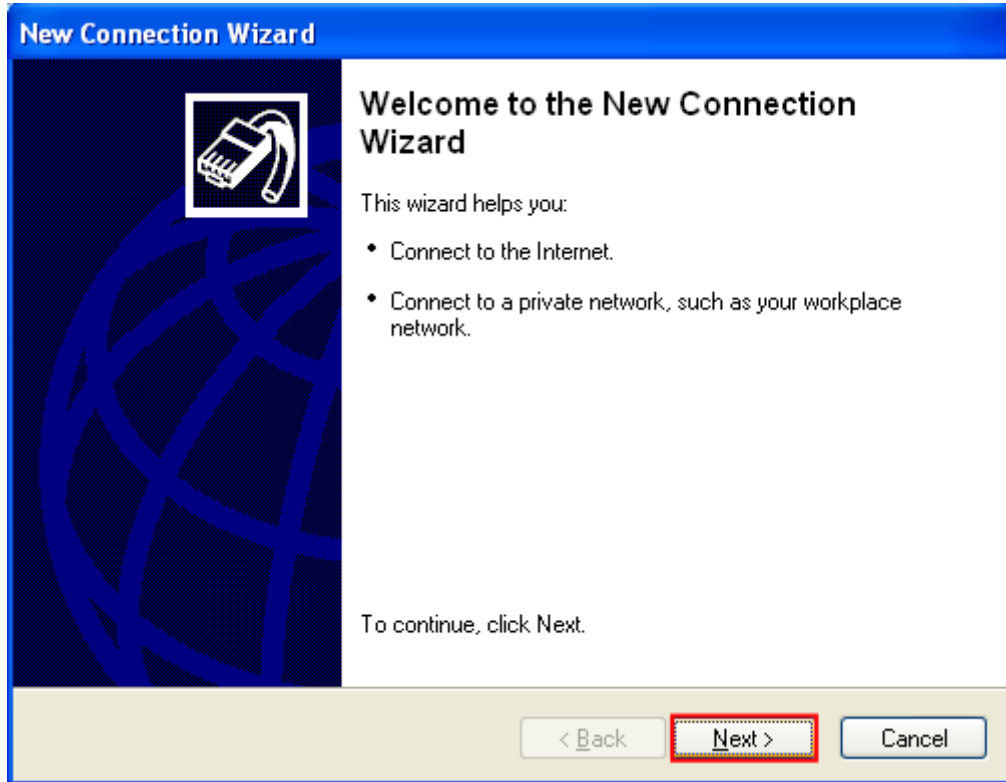 New Connection Wizard
Welcome to the New Connection
Wizard
This wizard helps you:
• Connect to the Internet.
• Connect to a private network, such as your workplace
network.
To continue, click Next.
< Back
Next >
Cancel